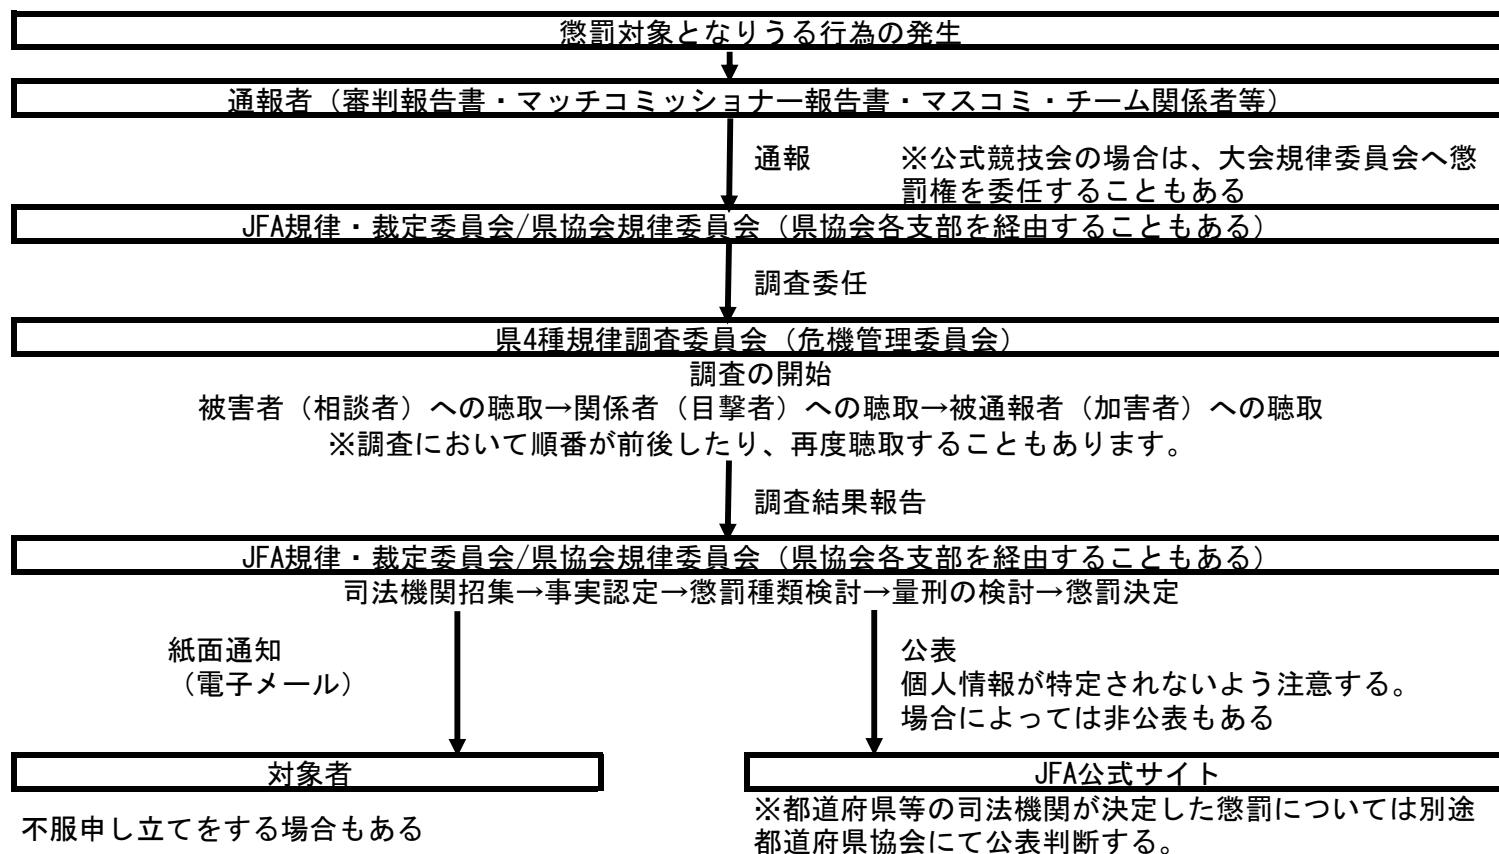 懲罰対象となりうる行為の発生
通報者（審判報告書・マッチコミッショナー報告書・マスコミ・チーム関係者等）
通報
※公式競技会の場合は、大会規律委員会へ懲
罰権を委任することもある
JFA規律・裁定委員会/県協会規律委員会（県協会各支部を経由することもある）
調査委任
県4種規律調査委員会（危機管理委員会）
調査の開始
被害者（相談者）への聴取→関係者（目撃者）への聴取→被通報者（加害者）への聴取
※調査において順番が前後したり、再度聴取することもあります。
調査結果報告
JFA規律・裁定委員会/県協会規律委員会（県協会各支部を経由することもある）
司法機関招集→事実認定→懲罰種類検討→量刑の検討→懲罰決定
紙面通知
（電子メール）
公表
個人情報が特定されないよう注意する。
場合によっては非公表もある
対象者
JFA公式サイト
不服申し立てをする場合もある
※都道府県等の司法機関が決定した懲罰については別途
都道府県協会にて公表判断する。